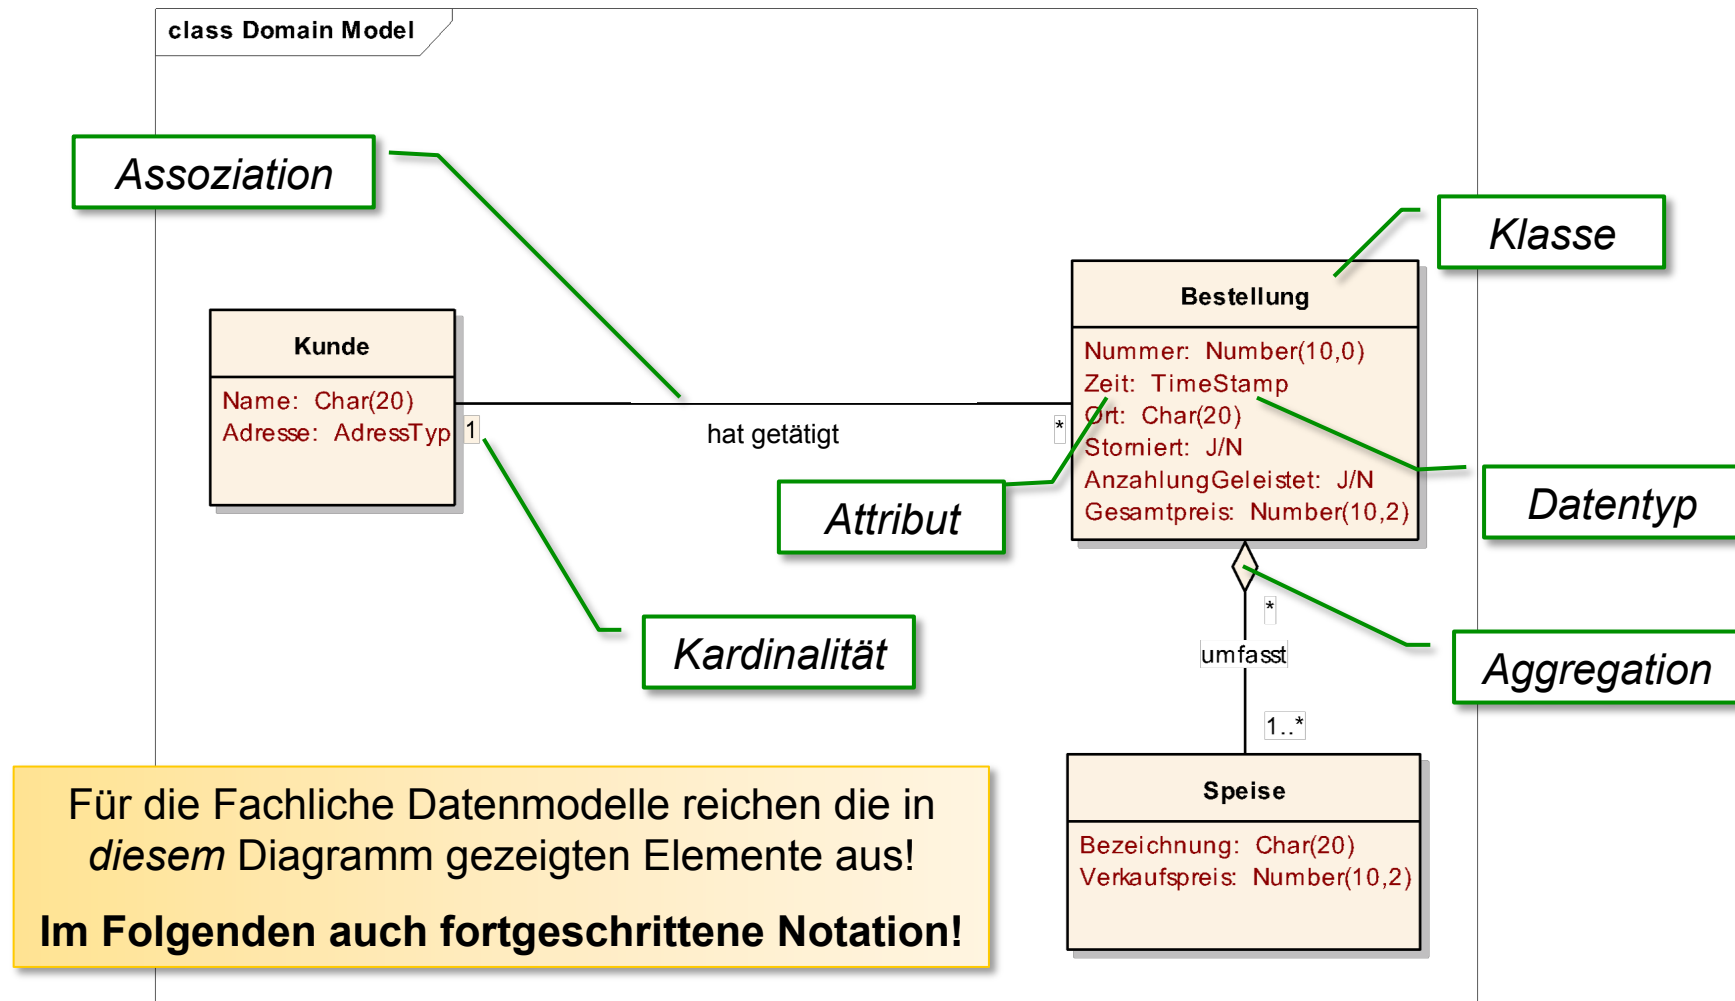 class Domain Model
Assoziation
Klasse
Bestellung
Nummer: Number(10,0)
Zeit: TimeStamp
Ort: Char(20)
Storniert: J/N
AnzahlungGeleistet: J/N
Gesamtpreis: Number(10,2)
Kunde
Name: Char(20)
Adresse: AdressTyp
1
hat getätigt
*
Attribut
Datentyp
Kardinalität
*
umfasst
Aggregation
1..*
Speise
Bezeichnung: Char(20)
Verkaufspreis: Number(10,2)
Für die Fachliche Datenmodelle reichen die in
diesem Diagramm gezeigten Elemente aus!
Im Folgenden auch fortgeschrittene Notation!